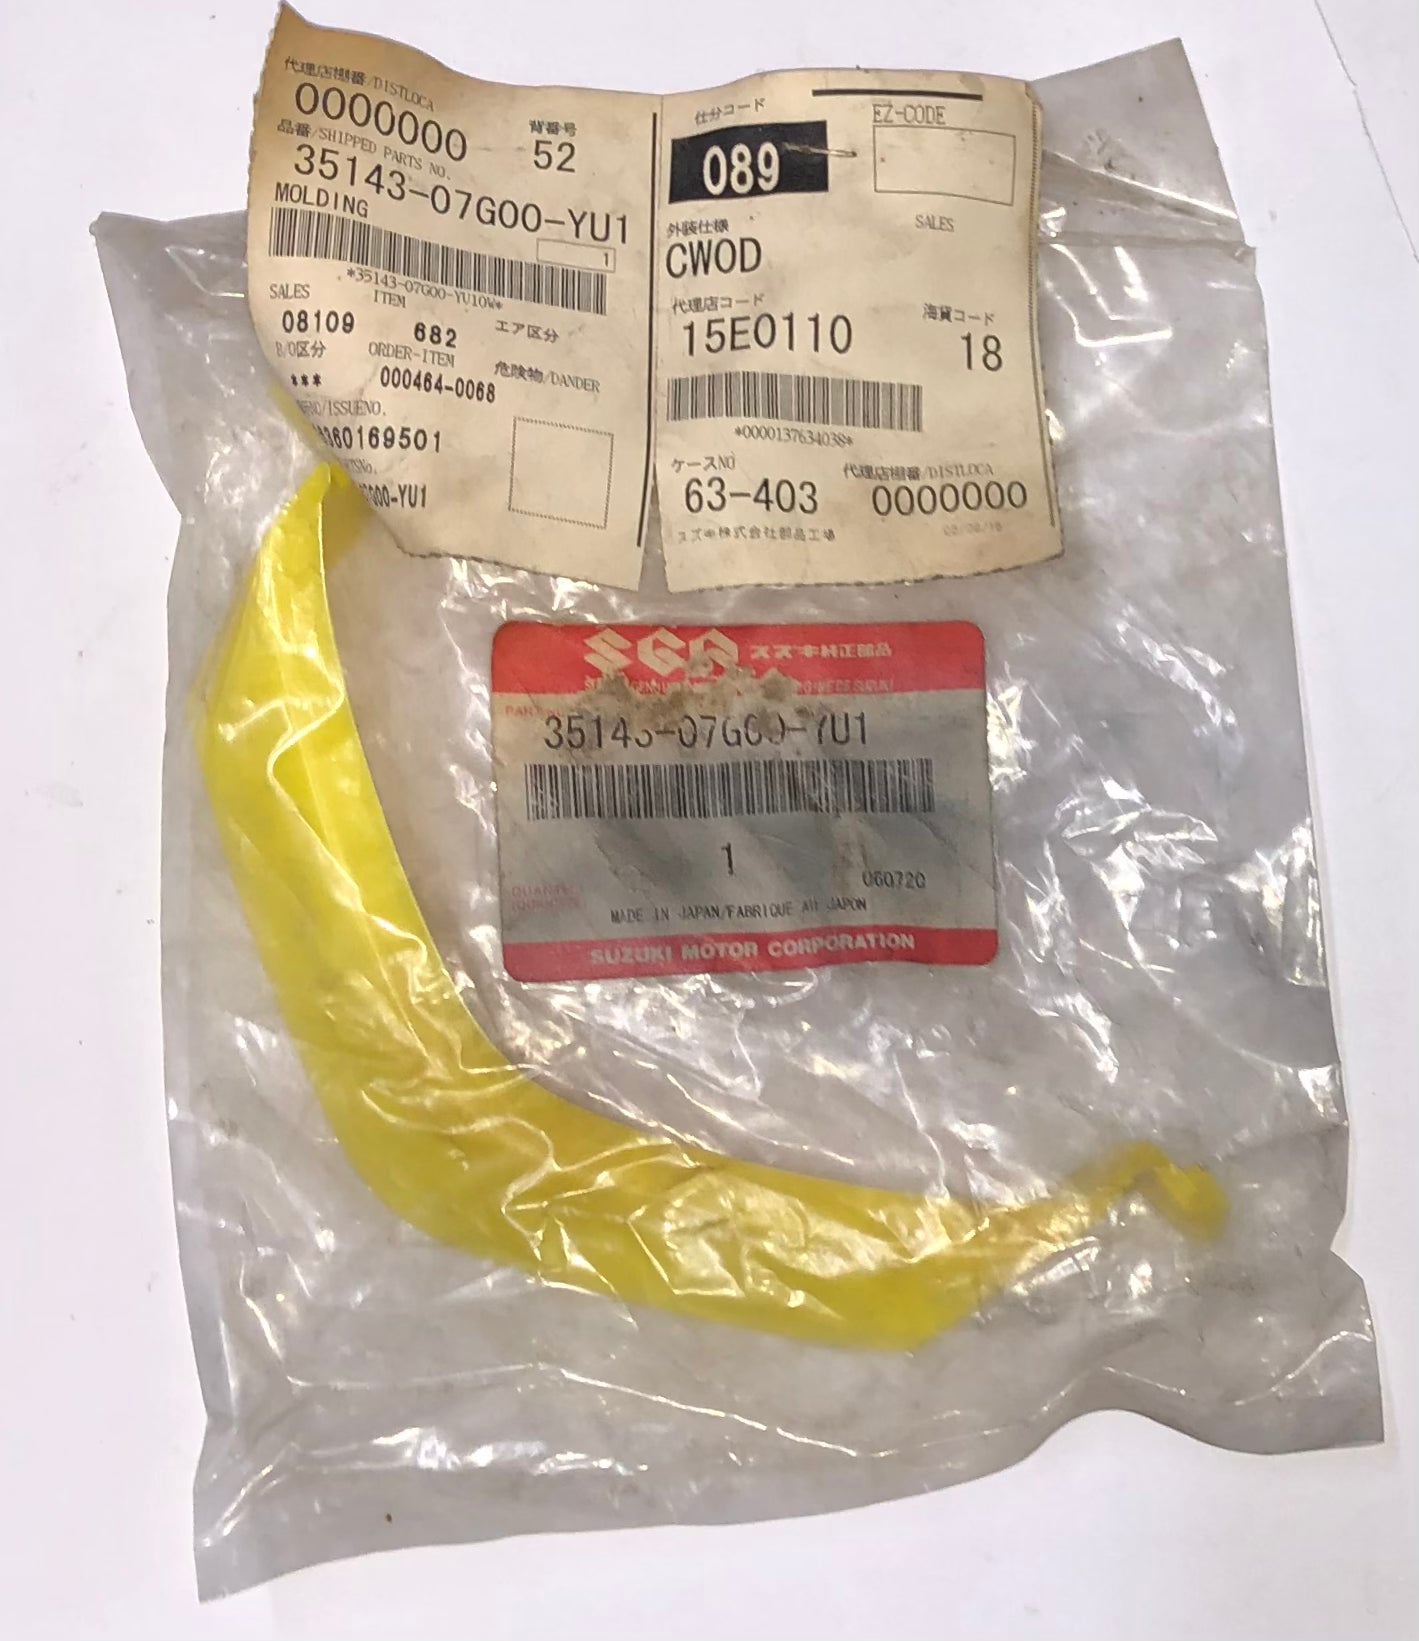 代理店棚番/DISTLOCA
0000000
背番号
52
品番/SHIPPED PARTS NO.
35143-07G00-YU1
MOLDING
1
*35143-07G00-YU10W*
SALES
ITEM
エア区分
08109
682
B/O区分
ORDER-ITEM
危険物/DANDER
***
000464-0068
/ISSUENO.
360169501
G00-YU1
仕分コード
089
EZ-CODE
外装仕様
CWOD
SALES
代理店コード
15E0110
海貨コード
18
*0000137634038*
ケースNO
63-403
代理店棚番/DISTLOCA
0000000
スズキ株式会社部品工場
SGP スズキ純正部品
35143-07G00-YU1
1
060720
MADE IN JAPAN/FABRIQUE AU JAPON
SUZUKI MOTOR CORPORATION